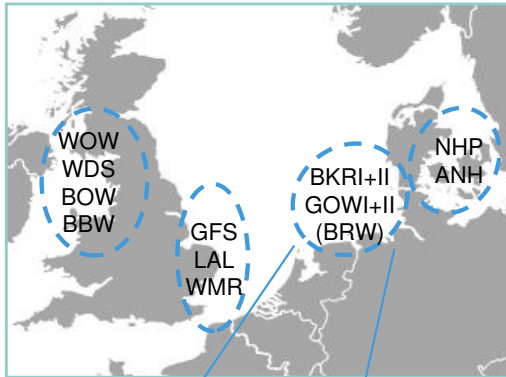 WOW
WDS
BOW
BBW
GFS
LAL
WMR
BKRI+II
GOWI+II
(BRW)
NHP
ANH